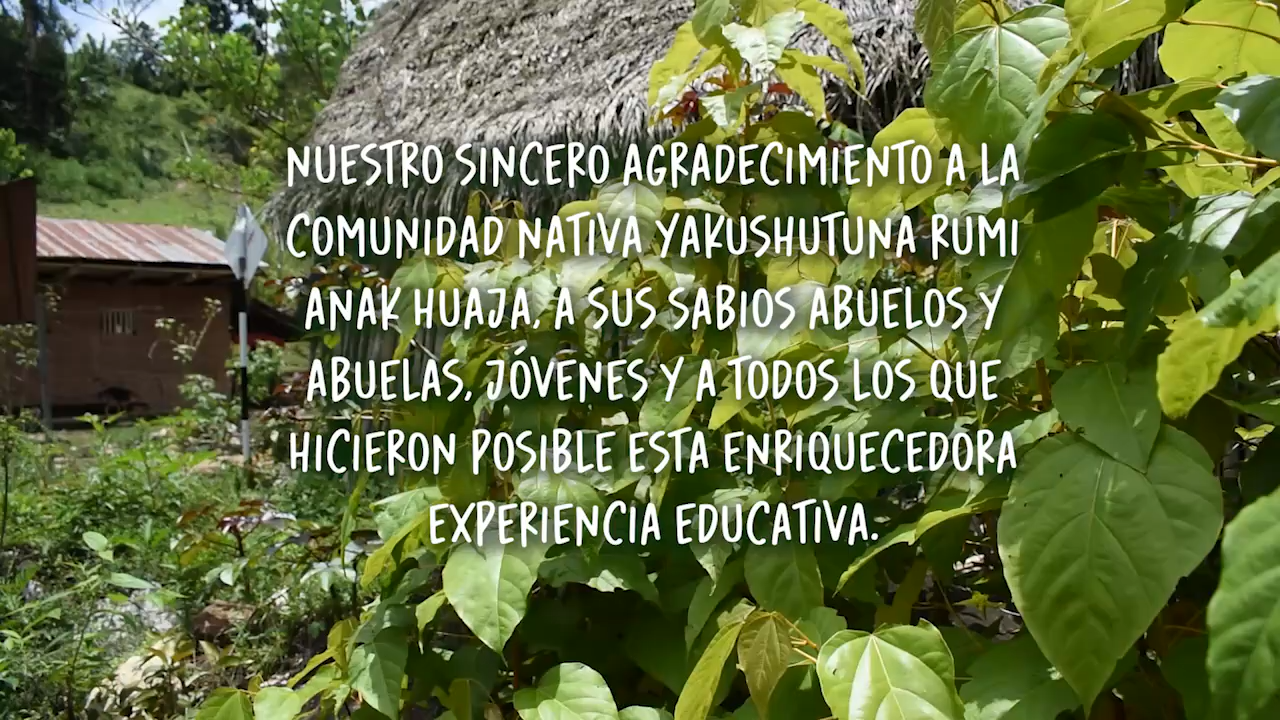 NUESTRO SINCERO AGRADECIMIENTO A LA
COMUNIDAD NATIVA YAKUSHUTUNA RUMI
ANAK HUAJA, A SUS SABIOS ABUELOS Y
ABUELAS, JÓVENES Y A TODOS LOS QUE
HICIERON POSIBLE ESTA ENRIQUECEDORA
EXPERIENCIA EDUCATIVA.